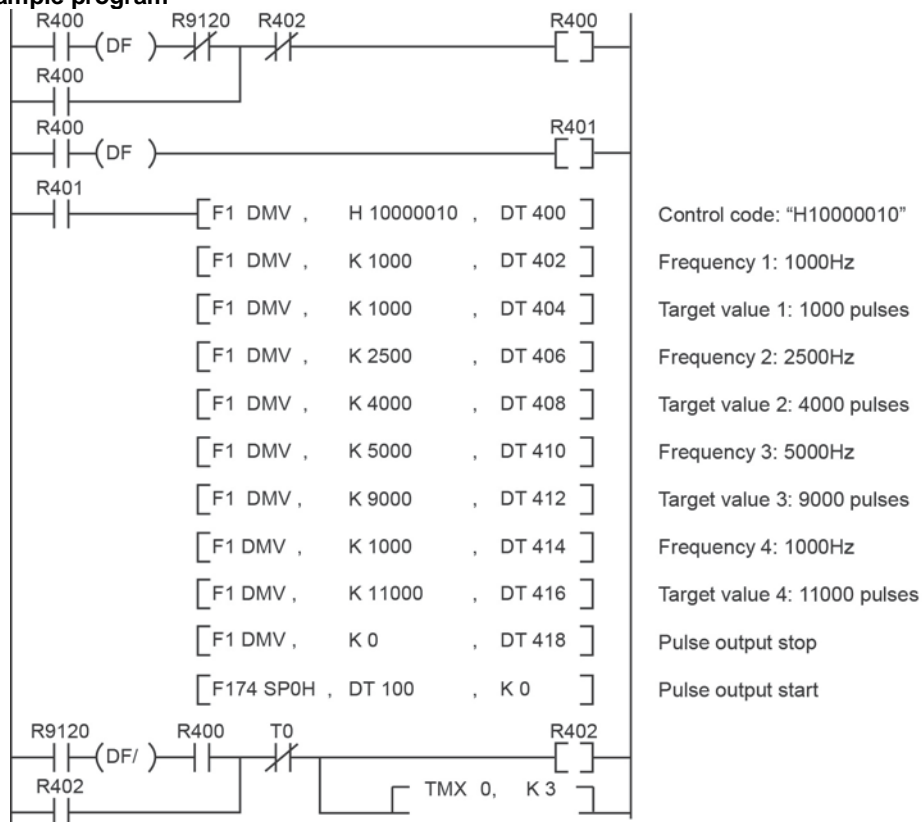 ample program
R400 R9120 R402 R400
(DF )
R400
R400 R401
(DF )
R401
F1 DMV , H 10000010 , DT 400 Control code: “H10000010”
F1 DMV , K 1000 , DT 402 Frequency 1: 1000Hz
F1 DMV , K 1000 , DT 404 Target value 1: 1000 pulses
F1 DMV , K 2500 , DT 406 Frequency 2: 2500Hz
F1 DMV , K 4000 , DT 408 Target value 2: 4000 pulses
F1 DMV , K 5000 , DT 410 Frequency 3: 5000Hz
F1 DMV , K 9000 , DT 412 Target value 3: 9000 pulses
F1 DMV , K 1000 , DT 414 Frequency 4: 1000Hz
F1 DMV , K 11000 , DT 416 Target value 4: 11000 pulses
F1 DMV , K 0 , DT 418 Pulse output stop
F174 SP0H , DT 100 , K 0 Pulse output start
R9120 R400 T0 R402
(DF/ )
R402 TMX 0, K 3